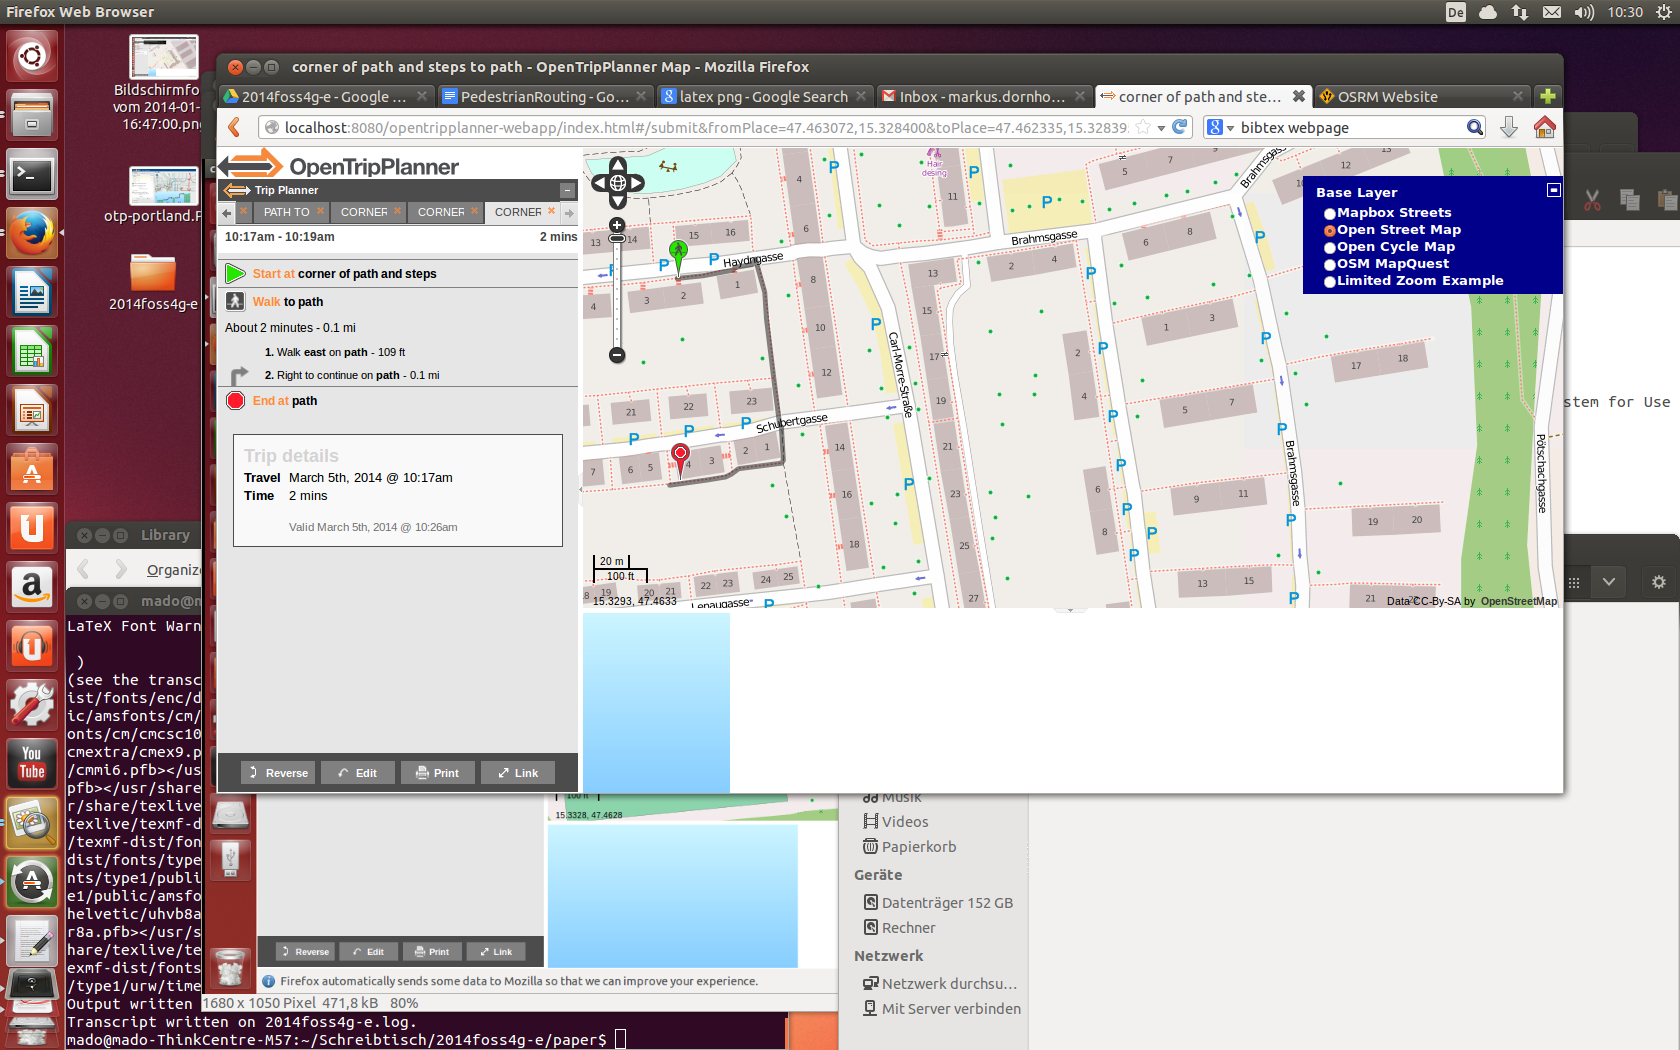 Firefox Web Browser
De
10:30
Bildschirmfo
vom 2014-01-
16:47:00.png
otp-portland.P
2014foss4g-e
corner of path and steps to path - OpenTripPlanner Map - Mozilla Firefox
2014foss4g-e - Google ...
PedestrianRouting - Go...
latex png - Google Search
Inbox - markus.dornho...
corner of path and ste...
OSRM Website
localhost:8080/opentripplanner-webapp/index.html#/submit&fromPlace=47.463072,15.328400&toPlace=47.462335,15.32839
bibtex webpage
OpenTripPlanner
Trip Planner
PATH TO
CORNER
CORNER
CORNER
10:17am - 10:19am
2 mins
Start at corner of path and steps
Walk to path
About 2 minutes - 0.1 mi
1. Walk east on path - 109 ft
2. Right to continue on path - 0.1 mi
End at path
Trip details
Travel March 5th, 2014 @ 10:17am
Time 2 mins
Valid March 5th, 2014 @ 10:26am
Reverse
Edit
Print
Link
Base Layer
Mapbox Streets
Open Street Map
Open Cycle Map
OSM MapQuest
Limited Zoom Example
Hair
desing
Haydngasse
Brahmsgasse
Brahmsgasse
Carl-Morre-Straße
Schubertgasse
Brahmsgasse
Pötschachgasse
Lenaugasse
20 m
100 ft
15.3293, 47.4633
Data CC-By-SA by OpenStreetMap
stem for Use
Library
Organize
mado@m
LaTeX Font Warn
)
(see the transc
ist/fonts/enc/d
ic/amsfonts/cm/
onts/cm/cmcsc10
cmextra/cmex9.p
/cmmi6.pfb></us
pfb></usr/share
r/share/texlive
texlive/texmf-d
/texmf-dist/fon
dist/fonts/type
nts/type1/publi
e1/public/amsfo
helvetic/uhvb8a
r8a.pfb></usr/s
hare/texlive/te
exmf-dist/fonts
/type1/urw/time
Output written
Transcript written on 2014foss4g-e.log.
mado@mado-ThinkCentre-M57:~/Schreibtisch/2014foss4g-e/paper$
You
Tube
100 ft
15.3328, 47.4628
Reverse
Edit
Print
Link
Firefox automatically sends some data to Mozilla so that we can improve your experience.
1680 x 1050 Pixel 471,8 kB 80%
Musik
Videos
Papierkorb
Geräte
Datenträger 152 GB
Rechner
Netzwerk
Netzwerk durchsu...
Mit Server verbinden